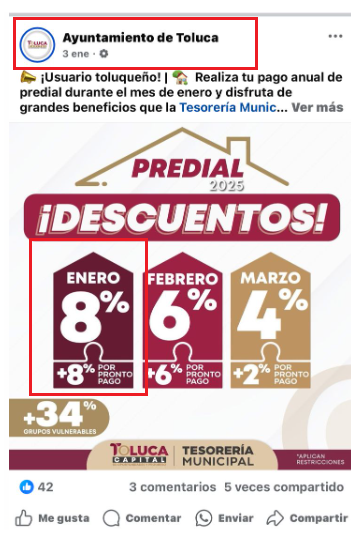 Ayuntamiento de Toluca
3 ene ·
¡Usuario toluqueño! | Realiza tu pago anual de
predial durante el mes de enero y disfruta de
grandes beneficios que la Tesorería Munic... Ver más
PREDIAL
2025
¡DESCUENTOS!
ENERO
8%
+8% POR PRONTO PAGO
FEBRERO
6%
+6% POR PRONTO PAGO
MARZO
4%
+2% POR PRONTO PAGO
+34%
GRUPOS VULNERABLES
TOLUCA
CAPITAL
TESORERÍA
MUNICIPAL
*APLICAN
RESTRICCIONES
42
3 comentarios 5 veces compartido
Me gusta Comentar Enviar Compartir